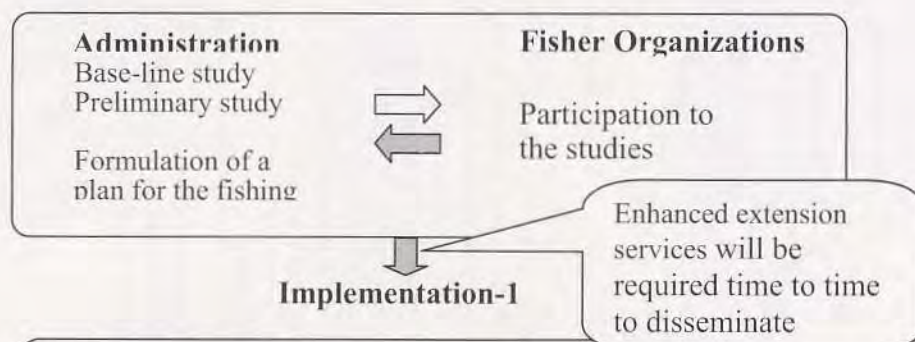 Administration
Base-line study
Preliminary study
Formulation of a
plan for the fishing
Fisher Organizations
Participation to
the studies
Enhanced extension
services will be
required time to time
to disseminate
Implementation-1